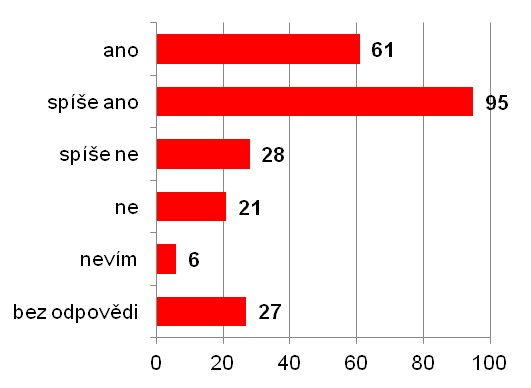 ano 61
spíše ano 95
spíše ne 28
ne 21
nevím 6
bez odpovědi 27
0 20 40 60 80 100